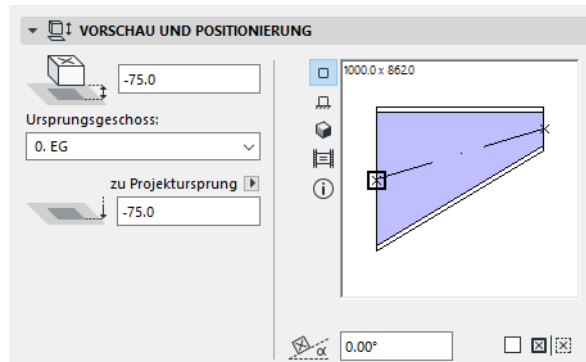 VORSCHAU UND POSITIONIERUNG
-75.0
1000.0 x 862.0
Ursprungsgeschoss:
0. EG
zu Projektursprung
-75.0
α
0.00°